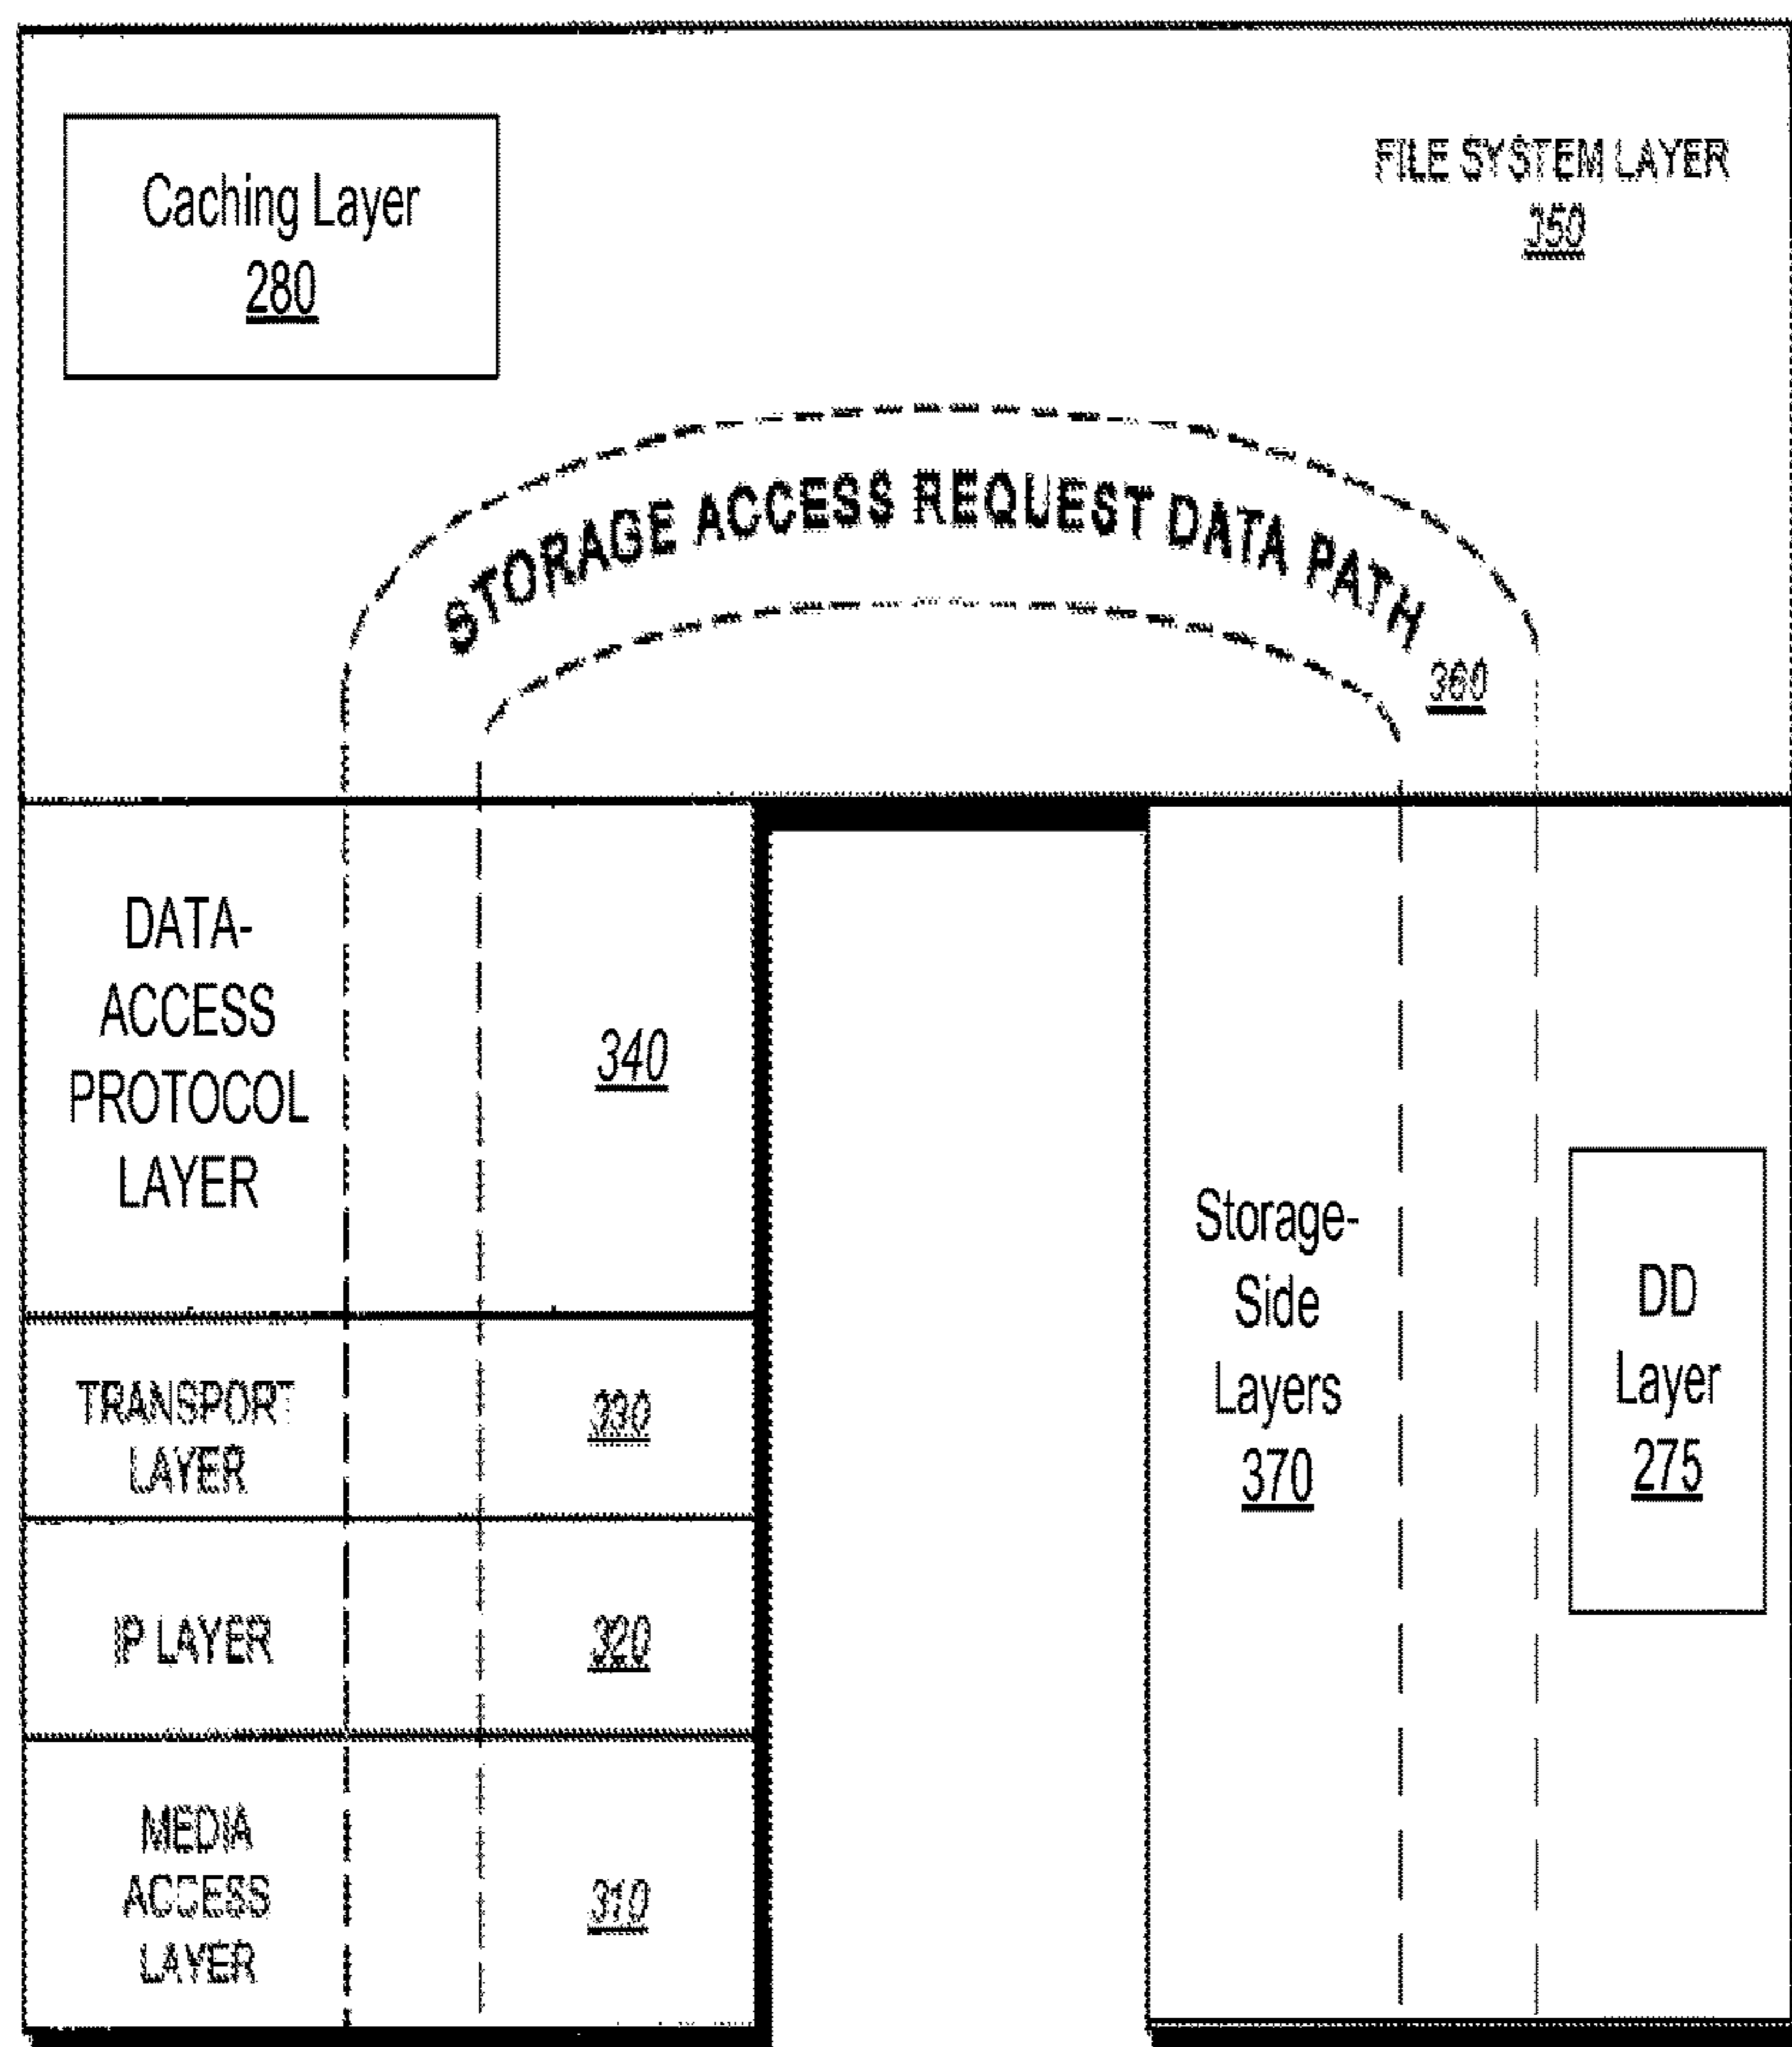 Caching Layer
280
FILE SYSTEM LAYER
350
STORAGE ACCESS REQUEST DATA PATH
360
DATA-
ACCESS
PROTOCOL
LAYER
340
TRANSPORT
LAYER
330
IP LAYER
320
MEDIA
ACCESS
LAYER
310
Storage-
Side
Layers
370
DD
Layer
275